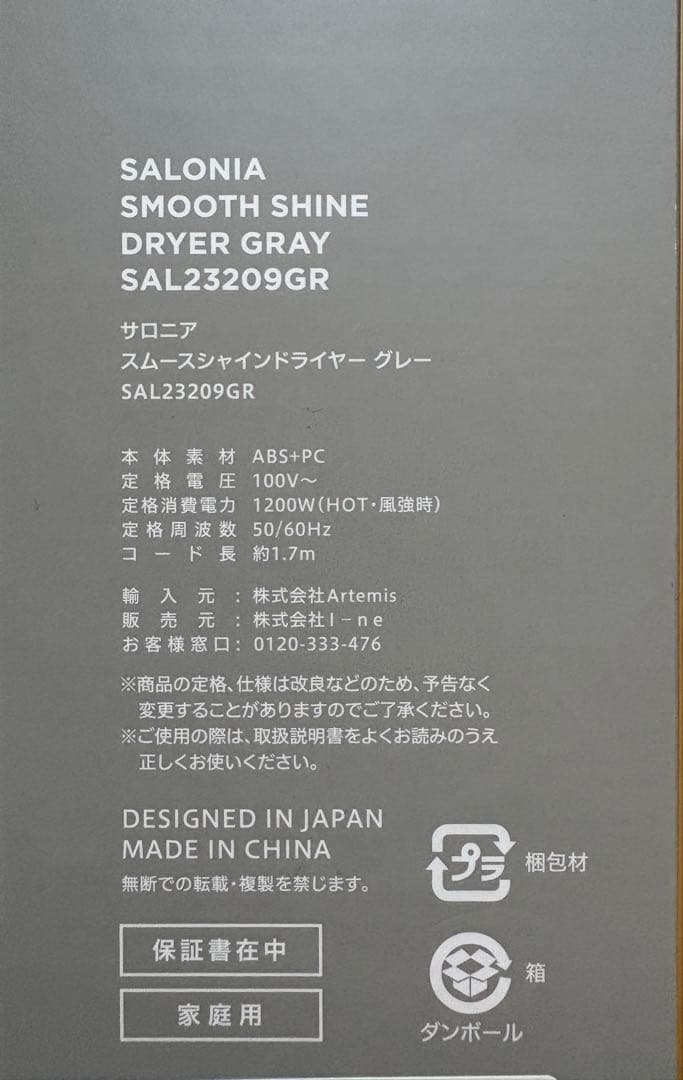 SALONIA
SMOOTH SHINE
DRYER GRAY
SAL23209GR
サロニア
スムースシャインドライヤー グレー
SAL23209GR
本体素材 ABS+PC
定格電圧 100V～
定格消費電力 1200W（HOT・風強時）
定格周波数 50/60Hz
コード長 約1.7m
輸入元：株式会社Artemis
販売元：株式会社I－ne
お客様窓口：0120-333-476
※商品の定格、仕様は改良などのため、予告なく
変更することがありますのでご了承ください。
※ご使用の際は、取扱説明書をよくお読みのうえ
正しくお使いください。
DESIGNED IN JAPAN
MADE IN CHINA
無断での転載・複製を禁じます。
プラ 梱包材
保証書在中
箱
家庭用
ダンボール